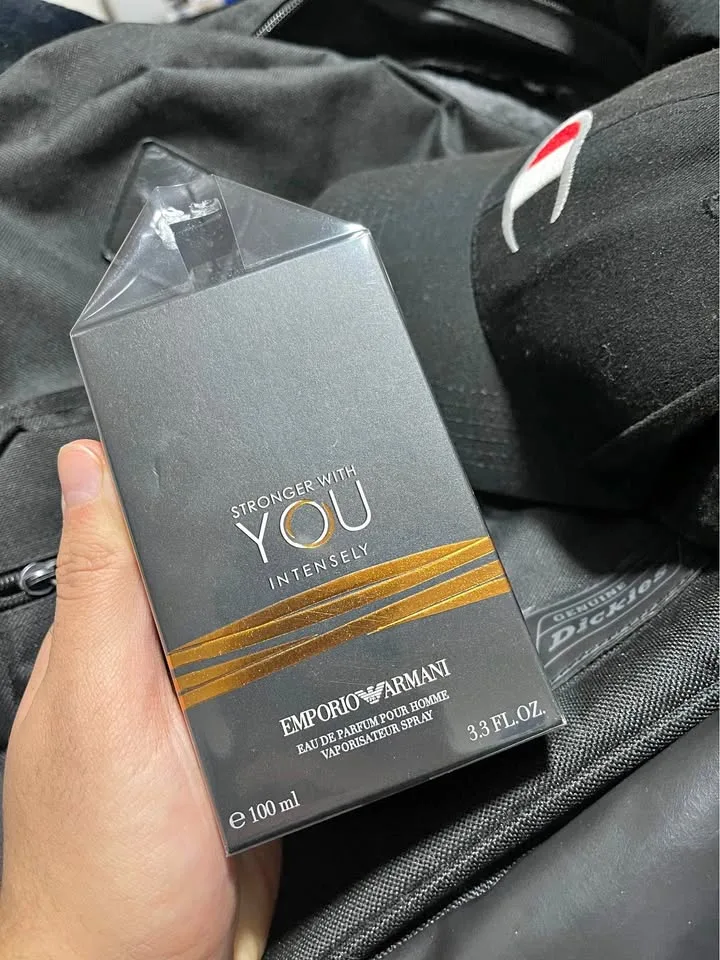 STRONGER WITH
YOU
INTENSELY
EMPORIO ARMANI
EAU DE PARFUM POUR HOMME
VAPORISATEUR SPRAY
3.3 FL.OZ.
e 100 ml
GENUINE
Dickies